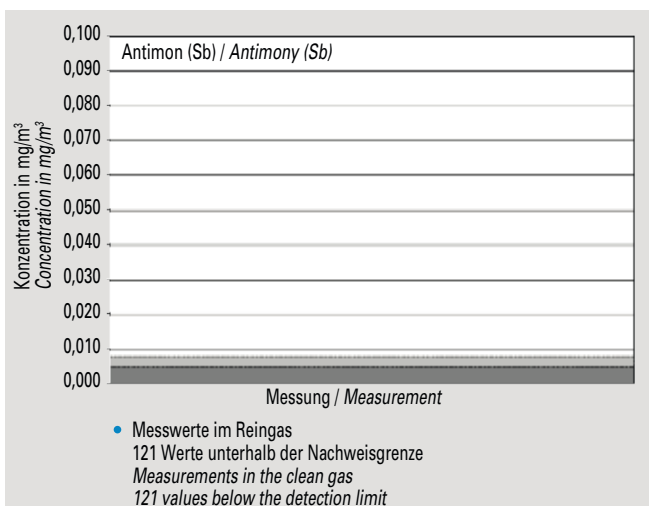 0,100
Antimon (Sb) / Antimony (Sb)
0,090
0,080
0,070
0,060
0,050
0,040
0,030
0,020
0,010
0,000
Konzentration in mg/m³
Concentration in mg/m³
Messung / Measurement
• Messwerte im Reingas
121 Werte unterhalb der Nachweisgrenze
Measurements in the clean gas
121 values below the detection limit